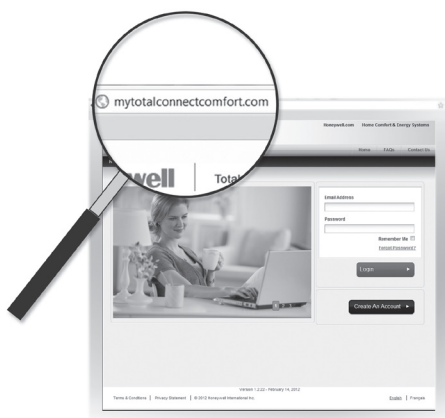 mytotalconnectcomfort.com
Honeywell.com Home Comfort & Energy Systems
Home FAQs Contact Us
well | Total
Email Address
Password
Remember Me
Forgot Password?
Login
Create An Account
Version 1.2.22 - February 14, 2012
Terms & Conditions | Privacy Statement | © 2012 Honeywell International Inc.
English | Français